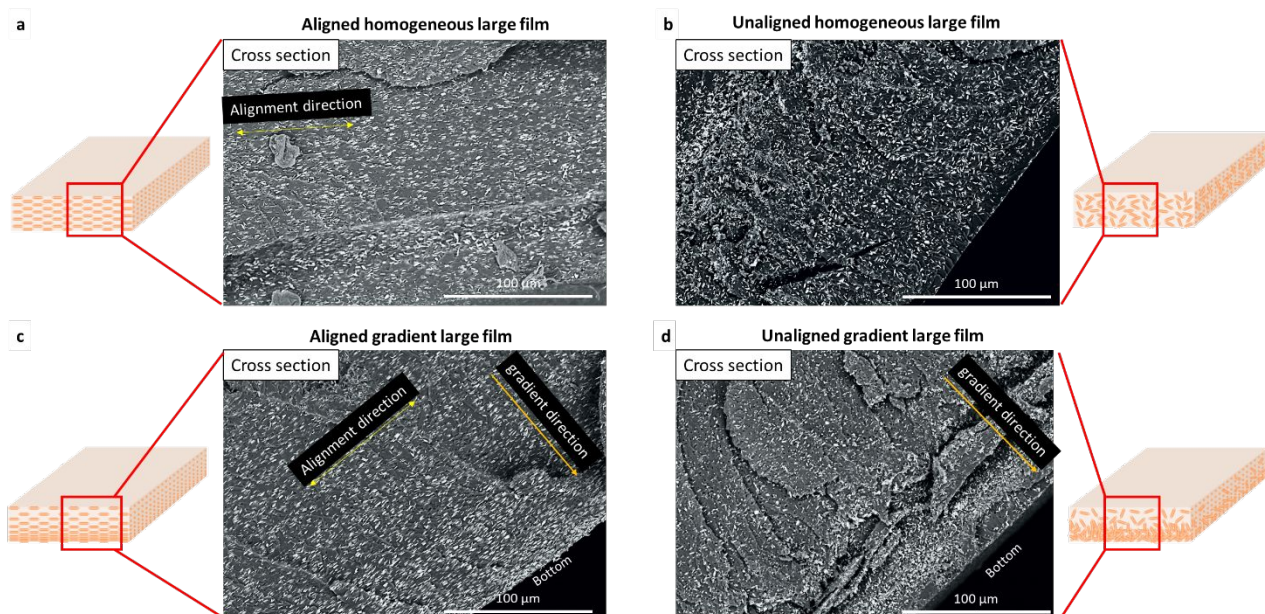 a
Aligned homogeneous large film
Cross section
Alignment direction
100 µm
b
Unaligned homogeneous large film
Cross section
100 µm
c
Aligned gradient large film
Cross section
Alignment direction
gradient direction
Bottom
100 µm
d
Unaligned gradient large film
Cross section
gradient direction
Bottom
100 µm